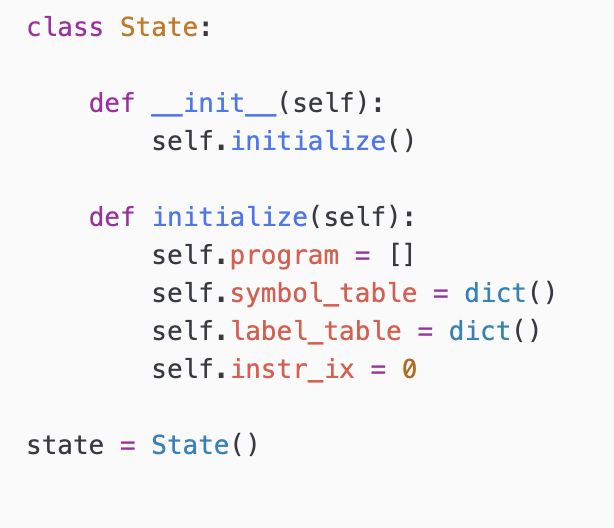 class State:
    def __init__(self):
        self.initialize()
    def initialize(self):
        self.program = []
        self.symbol_table = dict()
        self.label_table = dict()
        self.instr_ix = 0
state = State()